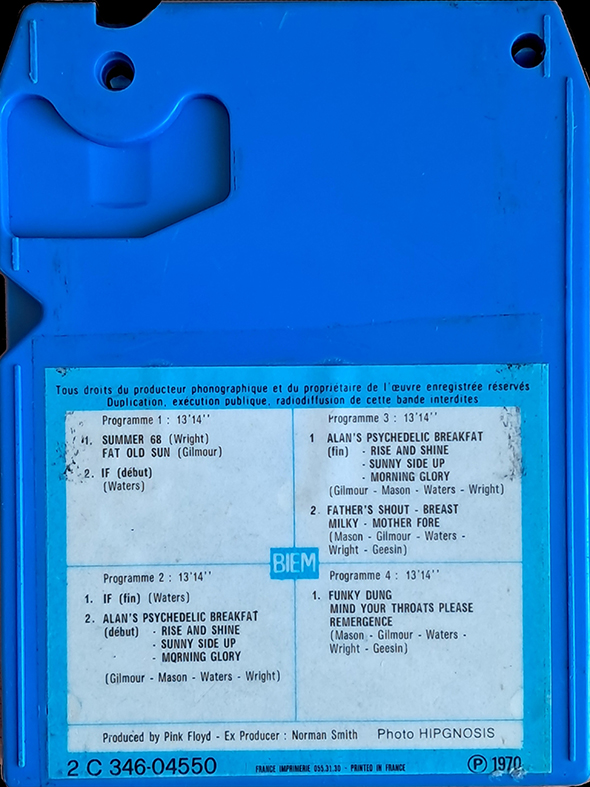 Tous droits du producteur phonographique et du propriétaire de l'œuvre enregistrée réservés
Duplication, exécution publique, radiodiffusion de cette bande interdites
Programme 1 : 13'14''
1. SUMMER 68 (Wright)
FAT OLD SUN (Gilmour)
2. IF (début)
(Waters)
Programme 3 : 13'14''
1 ALAN'S PSYCHEDELIC BREAKFAT
(fin) - RISE AND SHINE
- SUNNY SIDE UP
- MORNING GLORY
(Gilmour - Mason - Waters - Wright)
2. FATHER'S SHOUT - BREAST
MILKY - MOTHER FORE
(Mason - Gilmour - Waters -
Wright - Geesin)
BIEM
Programme 2 : 13'14''
1. IF (fin) (Waters)
2. ALAN'S PSYCHEDELIC BREAKFAT
(début) - RISE AND SHINE
- SUNNY SIDE UP
- MORNING GLORY
(Gilmour - Mason - Waters - Wright)
Programme 4 : 13'14''
1. FUNKY DUNG
MIND YOUR THROATS PLEASE
REMERGENCE
(Mason - Gilmour - Waters -
Wright - Geesin)
Produced by Pink Floyd - Ex Producer : Norman Smith Photo HIPGNOSIS
2 C 346-04550 FRANCE IMPRIMERIE 055.31.30 - PRINTED IN FRANCE Ⓟ 1970